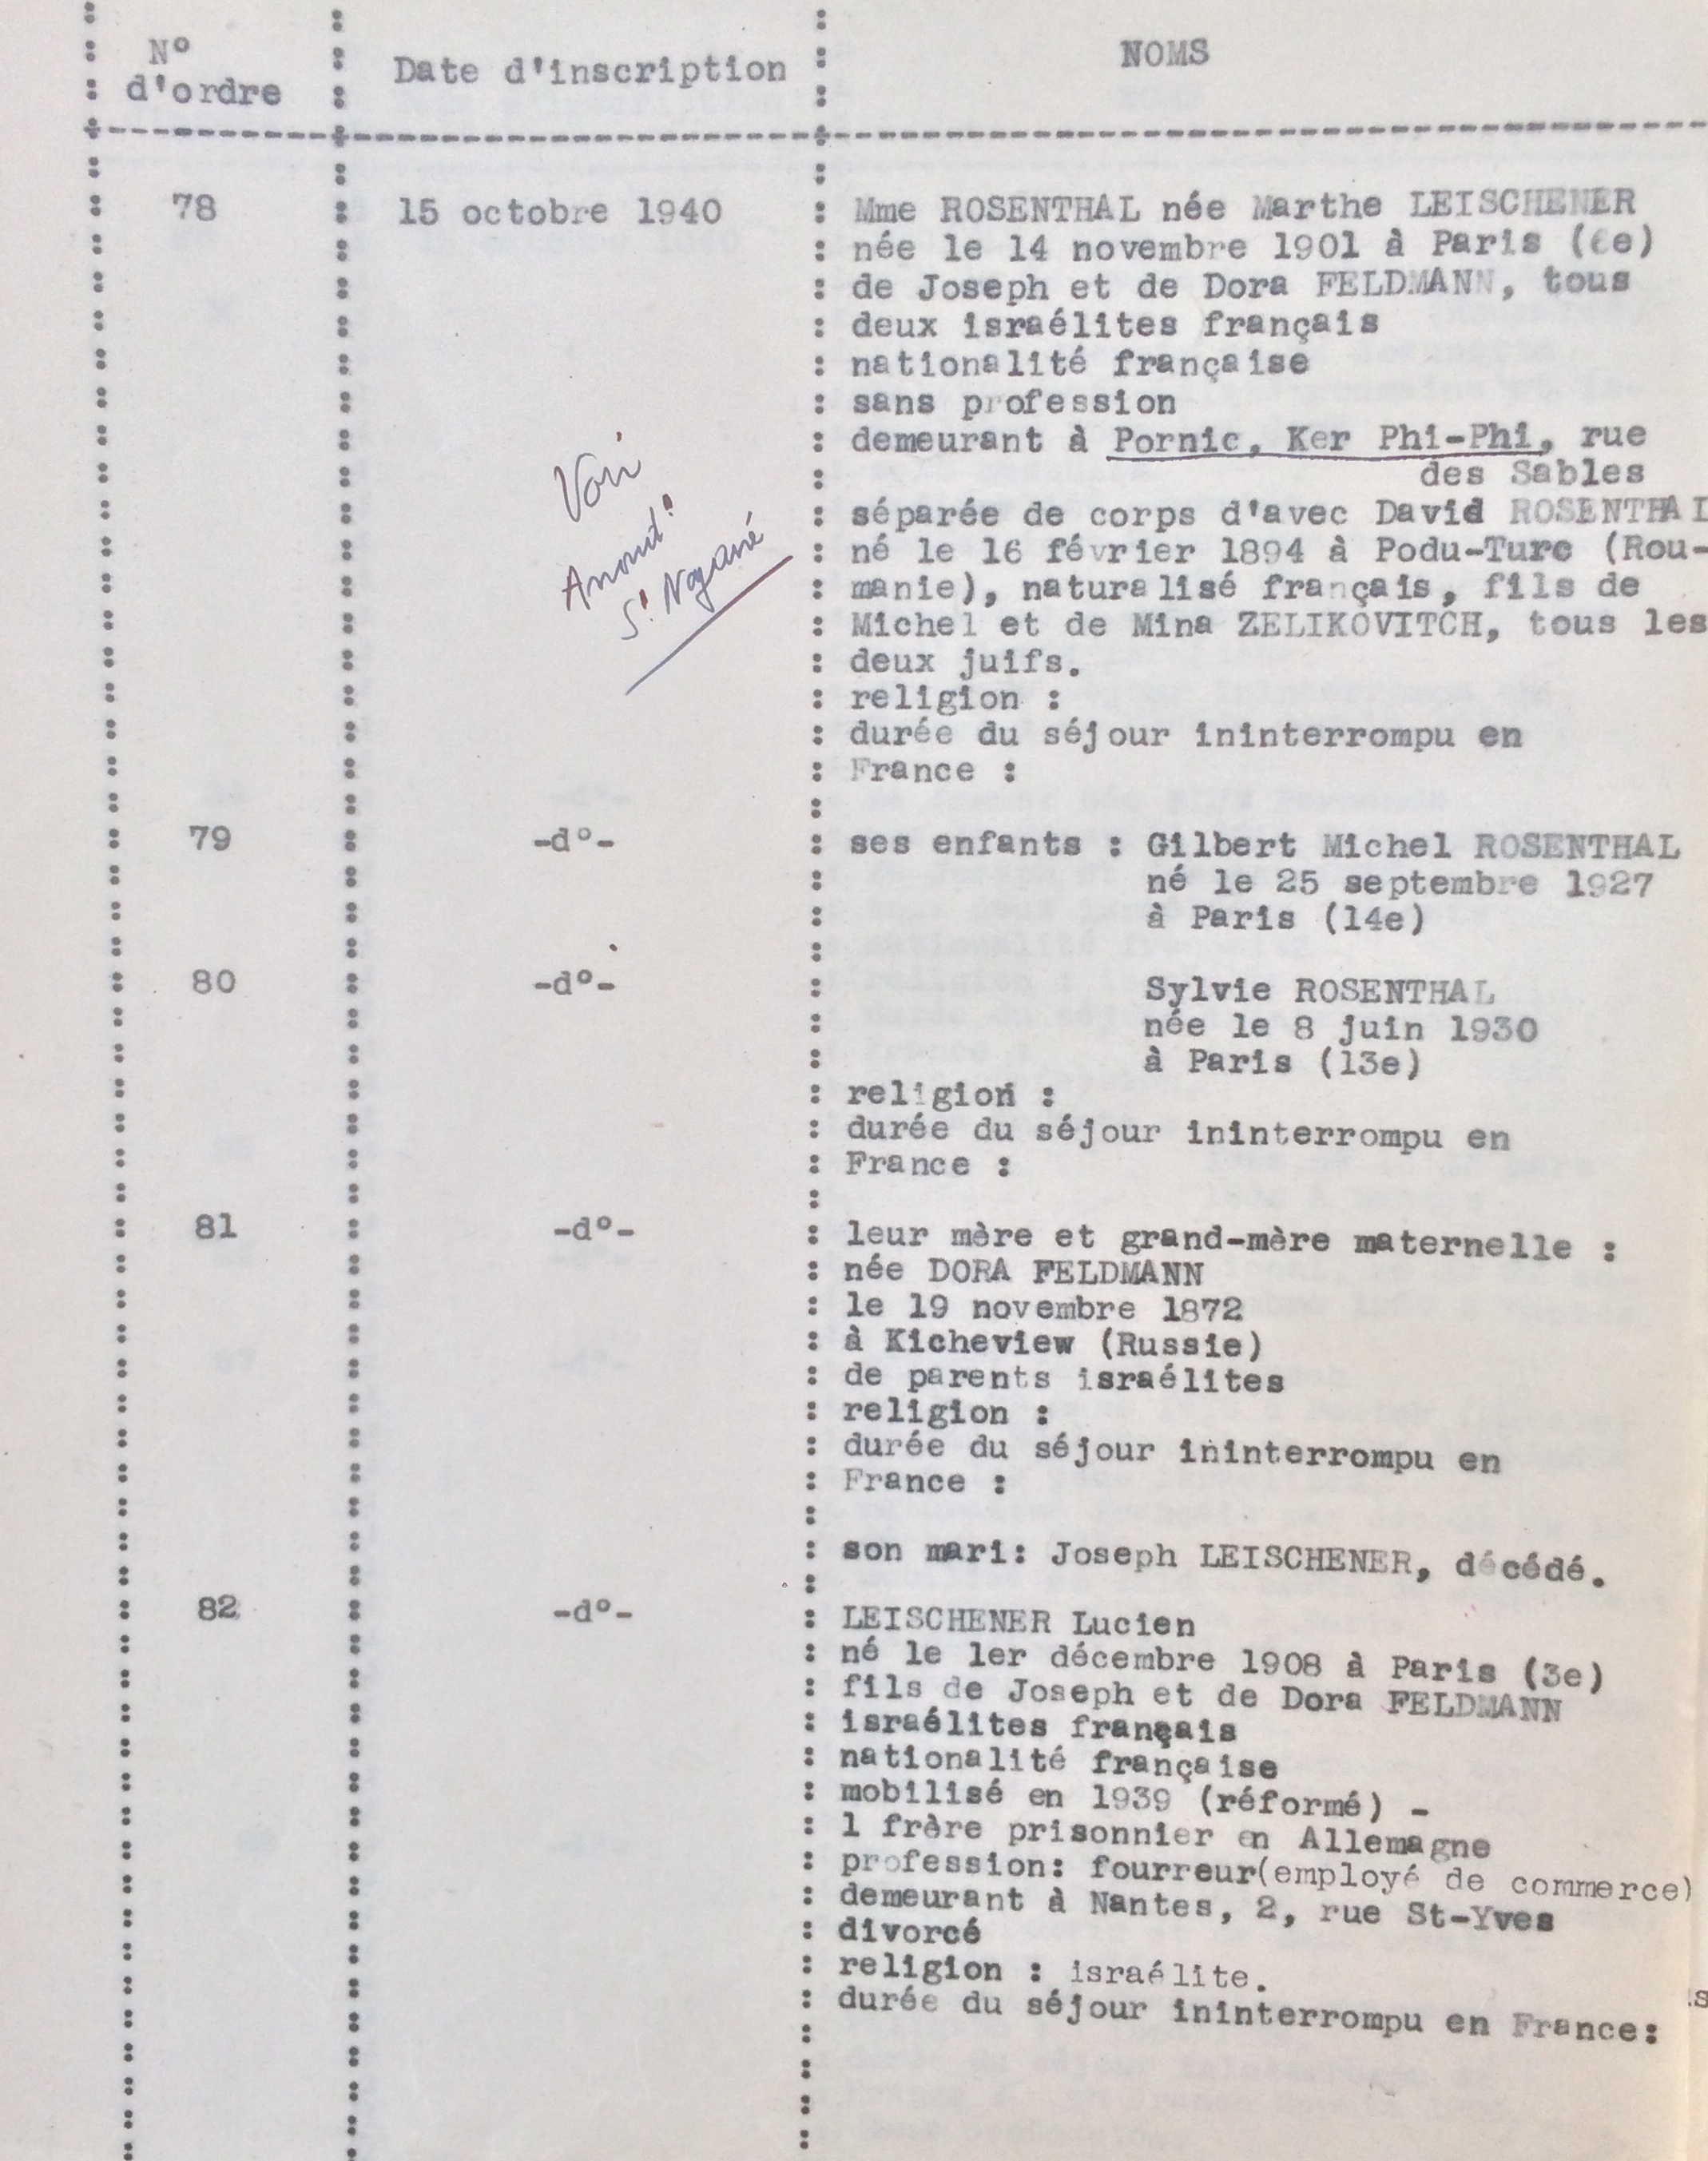 N° d'ordre
Date d'inscription
NOMS
78
15 octobre 1940
Mme ROSENTHAL née Marthe LEISCHENER
née le 14 novembre 1901 à Paris (6e)
de Joseph et de Dora FELDMANN, tous
deux israélites français
nationalité française
sans profession
demeurant à Pornic, Ker Phi-Phi, rue
des Sables
séparée de corps d'avec David ROSENTHAL
né le 16 février 1894 à Podu-Turc (Rou-
manie), naturalisé français, fils de
Michel et de Mina ZELIKOVITCH, tous les
deux juifs.
religion :
durée du séjour ininterrompu en
France :
Voir
Arrondt
St Nazaire
79
-d°-
ses enfants : Gilbert Michel ROSENTHAL
né le 25 septembre 1927
à Paris (14e)
80
-d°-
Sylvie ROSENTHAL
née le 8 juin 1930
à Paris (13e)
religion :
durée du séjour ininterrompu en
France :
81
-d°-
leur mère et grand-mère maternelle :
née DORA FELDMANN
le 19 novembre 1872
à Kicheview (Russie)
de parents israélites
religion :
durée du séjour ininterrompu en
France :
son mari: Joseph LEISCHENER, décédé.
82
-d°-
LEISCHENER Lucien
né le 1er décembre 1908 à Paris (3e)
fils de Joseph et de Dora FELDMANN
israélites français
nationalité française
mobilisé en 1939 (réformé) -
1 frère prisonnier en Allemagne
profession: fourreur(employé de commerce)
demeurant à Nantes, 2, rue St-Yves
divorcé
religion : israélite.
durée du séjour ininterrompu en France: